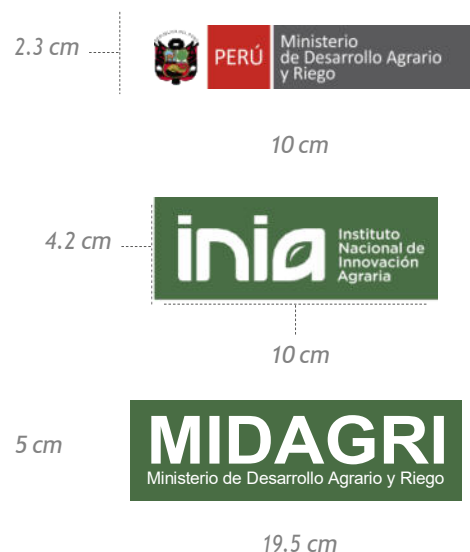 2.3 cm
PERÚ
Ministerio
de Desarrollo Agrario
y Riego
10 cm
4.2 cm
inia
Instituto
Nacional de
Innovación
Agraria
10 cm
5 cm
MIDAGRI
Ministerio de Desarrollo Agrario y Riego
19.5 cm